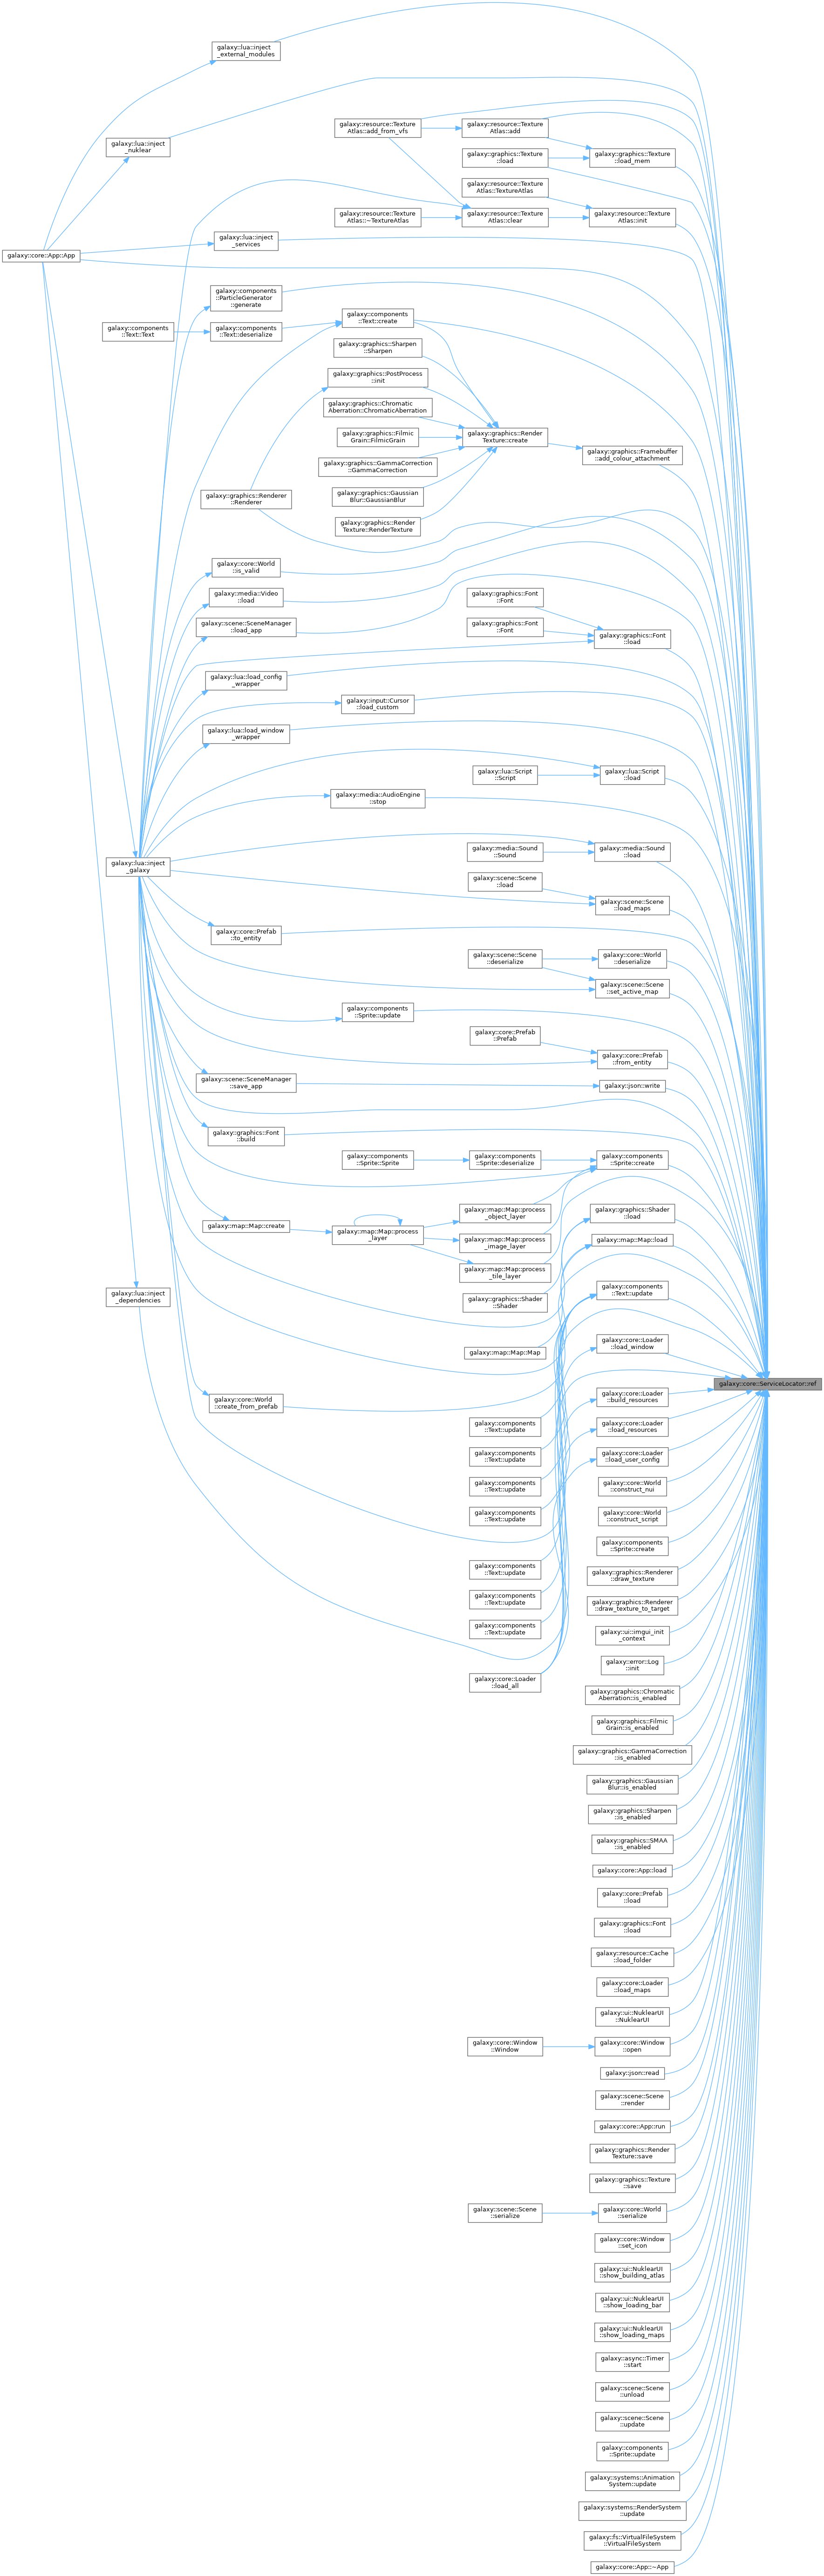 galaxy::lua::inject
_external_modules
galaxy::lua::inject
_nuklear
galaxy::resource::Texture
Atlas::add_from_vfs
galaxy::resource::Texture
Atlas::add
galaxy::graphics::Texture
::load
galaxy::graphics::Texture
::load_mem
galaxy::resource::Texture
Atlas::TextureAtlas
galaxy::resource::Texture
Atlas::~TextureAtlas
galaxy::resource::Texture
Atlas::clear
galaxy::resource::Texture
Atlas::init
galaxy::lua::inject
_services
galaxy::core::App::App
galaxy::components
::ParticleGenerator
::generate
galaxy::components
::Text::Text
galaxy::components
::Text::deserialize
galaxy::components
::Text::create
galaxy::graphics::Sharpen
::Sharpen
galaxy::graphics::PostProcess
::init
galaxy::graphics::Chromatic
Aberration::ChromaticAberration
galaxy::graphics::Filmic
Grain::FilmicGrain
galaxy::graphics::Render
Texture::create
galaxy::graphics::Framebuffer
::add_colour_attachment
galaxy::graphics::GammaCorrection
::GammaCorrection
galaxy::graphics::Gaussian
Blur::GaussianBlur
galaxy::graphics::Renderer
::Renderer
galaxy::graphics::Render
Texture::RenderTexture
galaxy::core::World
::is_valid
galaxy::media::Video
::load
galaxy::graphics::Font
::Font
galaxy::scene::SceneManager
::load_app
galaxy::graphics::Font
::Font
galaxy::graphics::Font
::load
galaxy::lua::load_config
_wrapper
galaxy::input::Cursor
::load_custom
galaxy::lua::load_window
_wrapper
galaxy::lua::Script
::Script
galaxy::lua::Script
::load
galaxy::media::AudioEngine
::stop
galaxy::lua::inject
_galaxy
galaxy::media::Sound
::Sound
galaxy::media::Sound
::load
galaxy::scene::Scene
::load
galaxy::scene::Scene
::load_maps
galaxy::core::Prefab
::to_entity
galaxy::scene::Scene
::deserialize
galaxy::core::World
::deserialize
galaxy::scene::Scene
::set_active_map
galaxy::components
::Sprite::update
galaxy::core::Prefab
::Prefab
galaxy::core::Prefab
::from_entity
galaxy::scene::SceneManager
::save_app
galaxy::json::write
galaxy::graphics::Font
::build
galaxy::components
::Sprite::Sprite
galaxy::components
::Sprite::deserialize
galaxy::components
::Sprite::create
galaxy::map::Map::create
galaxy::map::Map::process
_layer
galaxy::map::Map::process
_object_layer
galaxy::map::Map::process
_image_layer
galaxy::map::Map::process
_tile_layer
galaxy::graphics::Shader
::load
galaxy::map::Map::load
galaxy::lua::inject
_dependencies
galaxy::graphics::Shader
::Shader
galaxy::components
::Text::update
galaxy::map::Map::Map
galaxy::core::Loader
::load_window
galaxy::core::ServiceLocator::ref
galaxy::core::World
::create_from_prefab
galaxy::core::Loader
::build_resources
galaxy::components
::Text::update
galaxy::core::Loader
::load_resources
galaxy::components
::Text::update
galaxy::core::Loader
::load_user_config
galaxy::components
::Text::update
galaxy::core::World
::construct_nui
galaxy::components
::Text::update
galaxy::core::World
::construct_script
galaxy::components
::Sprite::create
galaxy::components
::Text::update
galaxy::graphics::Renderer
::draw_texture
galaxy::components
::Text::update
galaxy::graphics::Renderer
::draw_texture_to_target
galaxy::components
::Text::update
galaxy::ui::imgui_init
_context
galaxy::error::Log
::init
galaxy::core::Loader
::load_all
galaxy::graphics::Chromatic
Aberration::is_enabled
galaxy::graphics::Filmic
Grain::is_enabled
galaxy::graphics::GammaCorrection
::is_enabled
galaxy::graphics::Gaussian
Blur::is_enabled
galaxy::graphics::Sharpen
::is_enabled
galaxy::graphics::SMAA
::is_enabled
galaxy::core::App::load
galaxy::core::Prefab
::load
galaxy::graphics::Font
::load
galaxy::resource::Cache
::load_folder
galaxy::core::Loader
::load_maps
galaxy::ui::NuklearUI
::NuklearUI
galaxy::core::Window
::Window
galaxy::core::Window
::open
galaxy::json::read
galaxy::scene::Scene
::render
galaxy::core::App::run
galaxy::graphics::Render
Texture::save
galaxy::graphics::Texture
::save
galaxy::scene::Scene
::serialize
galaxy::core::World
::serialize
galaxy::core::Window
::set_icon
galaxy::ui::NuklearUI
::show_building_atlas
galaxy::ui::NuklearUI
::show_loading_bar
galaxy::ui::NuklearUI
::show_loading_maps
galaxy::async::Timer
::start
galaxy::scene::Scene
::unload
galaxy::scene::Scene
::update
galaxy::components
::Sprite::update
galaxy::systems::Animation
System::update
galaxy::systems::RenderSystem
::update
galaxy::fs::VirtualFileSystem
::VirtualFileSystem
galaxy::core::App::~App